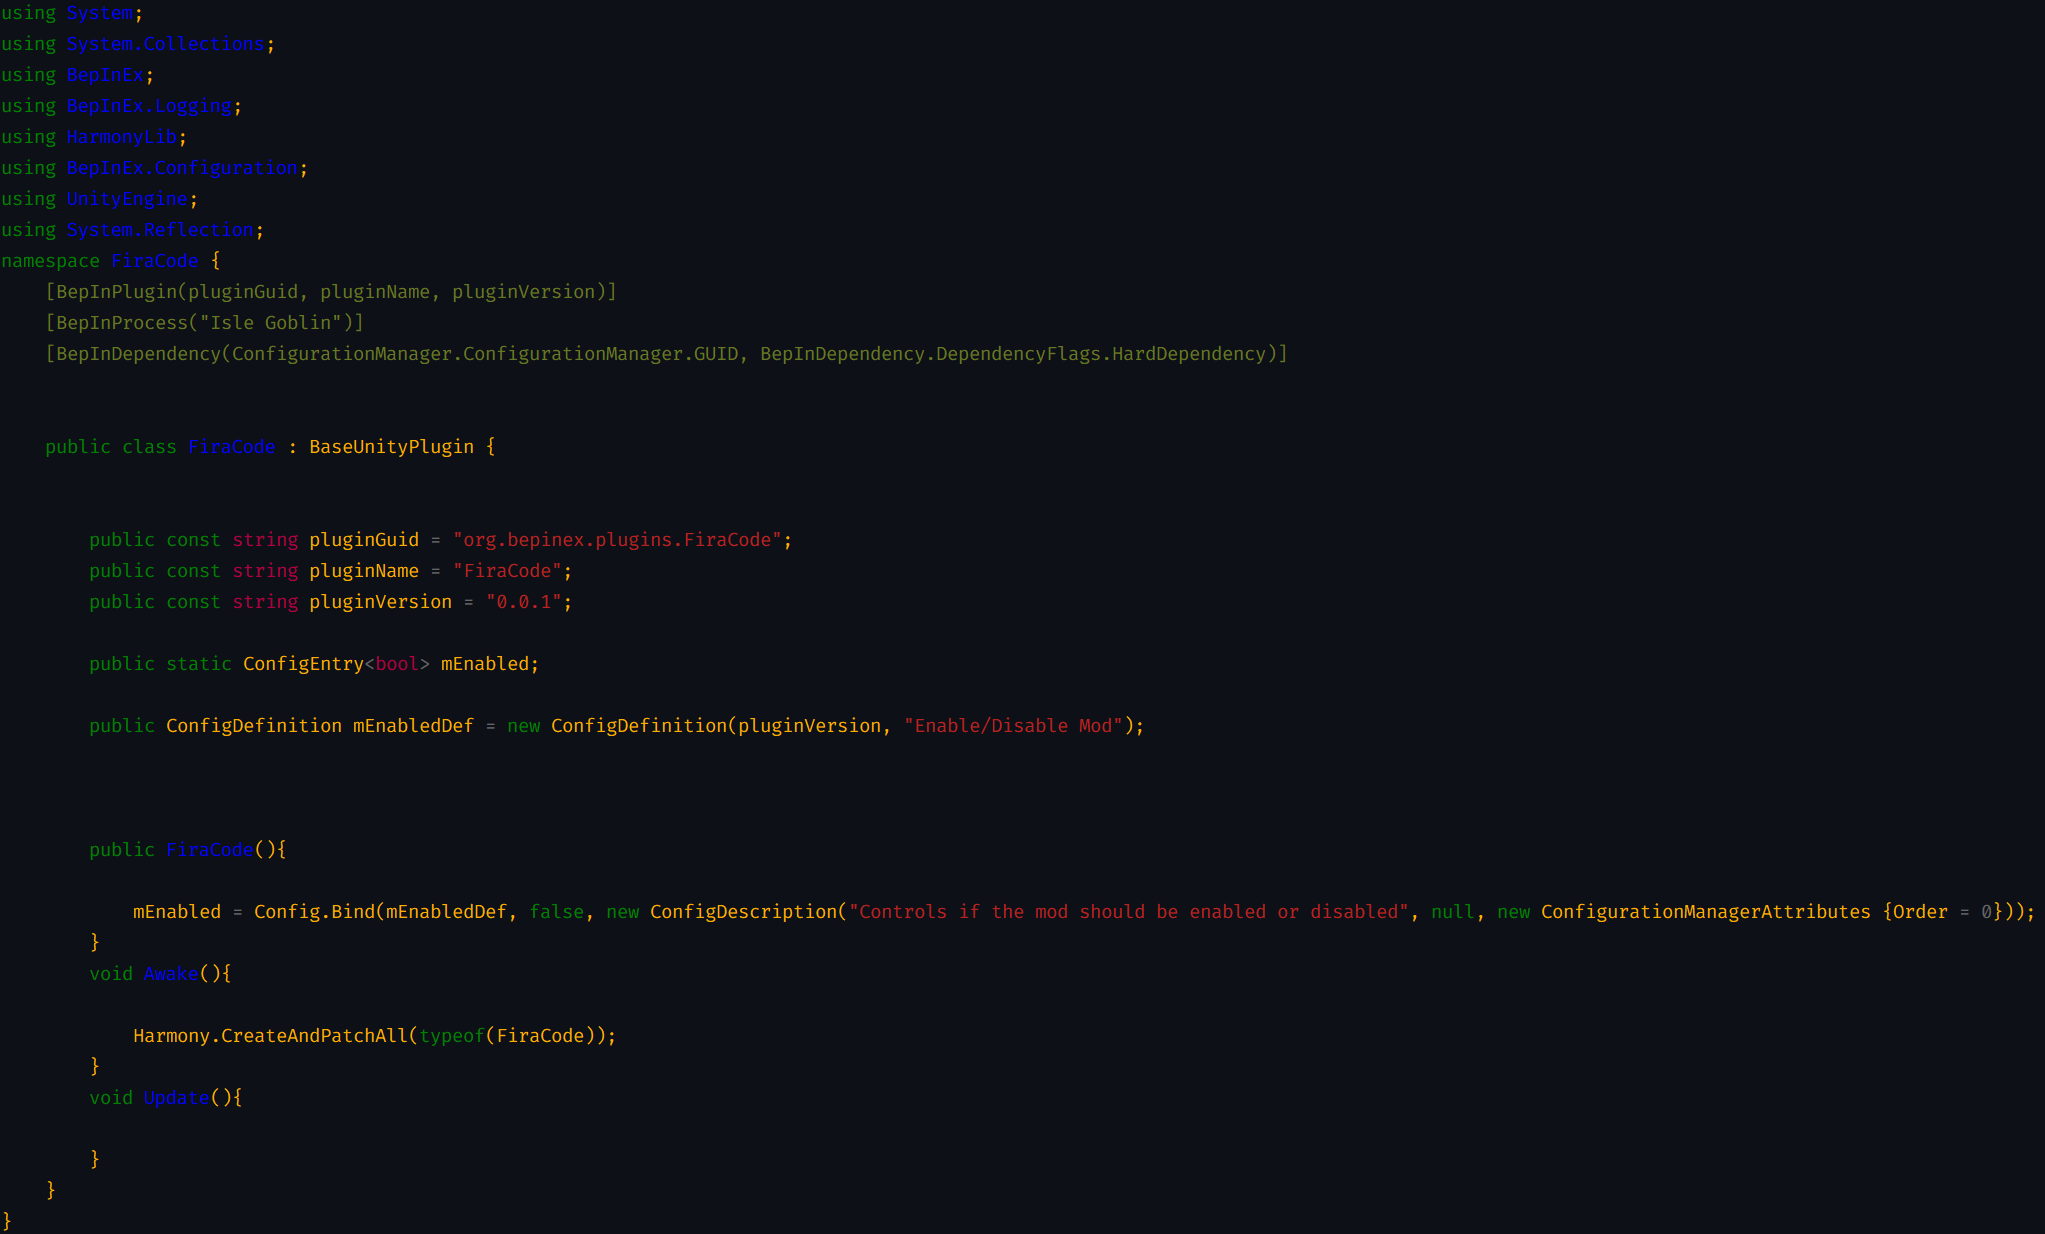 using System;
using System.Collections;
using BepInEx;
using BepInEx.Logging;
using HarmonyLib;
using BepInEx.Configuration;
using UnityEngine;
using System.Reflection;
namespace FiraCode {
    [BepInPlugin(pluginGuid, pluginName, pluginVersion)]
    [BepInProcess("Isle Goblin")]
    [BepInDependency(ConfigurationManager.ConfigurationManager.GUID, BepInDependency.DependencyFlags.HardDependency)]
    public class FiraCode : BaseUnityPlugin {
        public const string pluginGuid = "org.bepinex.plugins.FiraCode";
        public const string pluginName = "FiraCode";
        public const string pluginVersion = "0.0.1";
        public static ConfigEntry<bool> mEnabled;
        public ConfigDefinition mEnabledDef = new ConfigDefinition(pluginVersion, "Enable/Disable Mod");
        public FiraCode(){
            mEnabled = Config.Bind(mEnabledDef, false, new ConfigDescription("Controls if the mod should be enabled or disabled", null, new ConfigurationManagerAttributes {Order = 0}));
        }
        void Awake(){
            Harmony.CreateAndPatchAll(typeof(FiraCode));
        }
        void Update(){
        }
    }
}